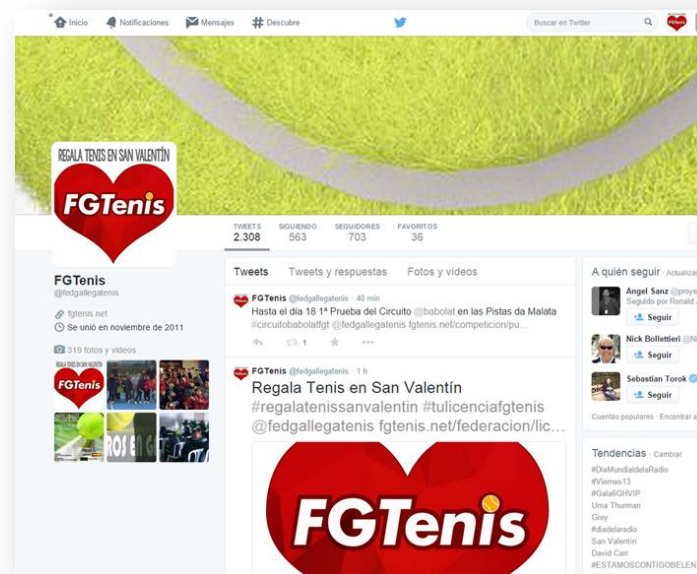 Inicio Notificaciones Mensajes Descubre Buscar en Twitter
REGALA TENIS EN SAN VALENTÍN
FGTenis
TWEETS SIGUIENDO SEGUIDORES FAVORITOS
2.308 563 703 36
FGTenis
@fedgallegatenis
fgtenis.net
Se unió en noviembre de 2011
319 fotos y vídeos
FGTenis
Tweets Tweets y respuestas Fotos y vídeos
FGTenis @fedgallegatenis · 40 min
Hasta el día 18 1ª Prueba del Circuito @babolat en las Pistas da Malata
#circuitobabolatfgt @fedgallegatenis fgtenis.net/competicion/pu...
1
FGTenis @fedgallegatenis · 1 h
Regala Tenis en San Valentín
#regalatenissanvalentin #tulicenciafgtenis
@fedgallegatenis fgtenis.net/federacion/lic...
FGTenis
A quién seguir · Actualizar
Angel Sanz @proye
Seguido por Ronald
Seguir
Nick Bollettieri @Ni
Seguir
Sebastian Torok
Seguir
Cuentas populares · Encontrar a
Tendencias · Cambiar
#DiaMundialdelaRadio
#Viernes13
#Gala6GHVIP
Uma Thurman
Grey
#diadelaradio
San Valentín
David Carr
#ESTAMOSCONTIGOBELEN